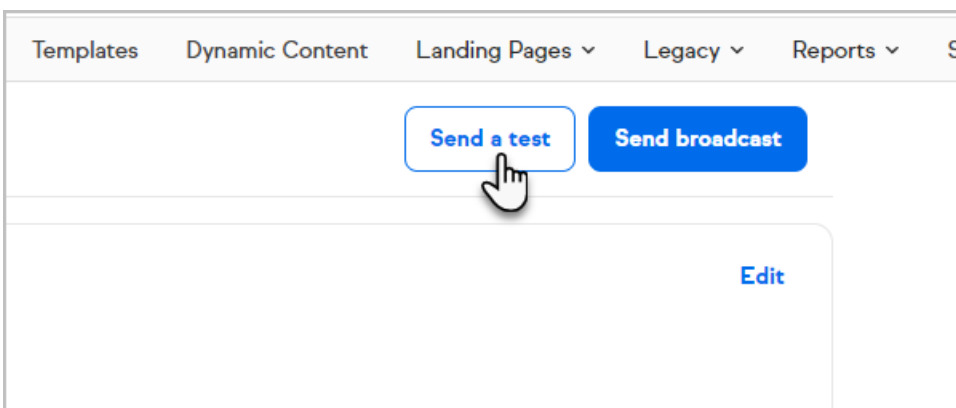 Templates Dynamic Content Landing Pages Legacy Reports S
Send a test Send broadcast
Edit